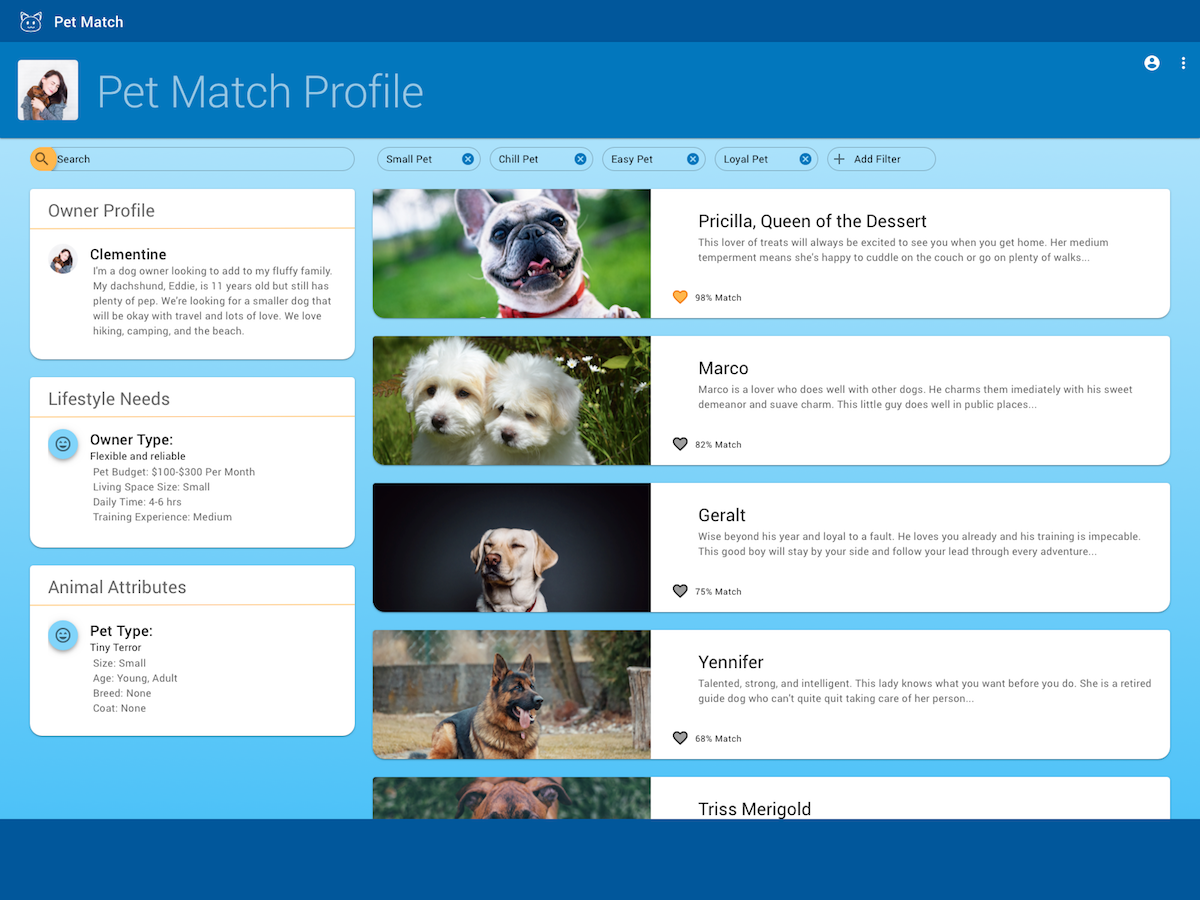 Pet Match
Pet Match Profile
Search
Small Pet
Chill Pet
Easy Pet
Loyal Pet
Add Filter
Owner Profile
Clementine
I'm a dog owner looking to add to my fluffy family.
My dachshund, Eddie, is 11 years old but still has
plenty of pep. We're looking for a smaller dog that
will be okay with travel and lots of love. We love
hiking, camping, and the beach.
Lifestyle Needs
Owner Type:
Flexible and reliable
Pet Budget: $100-$300 Per Month
Living Space Size: Small
Daily Time: 4-6 hrs
Training Experience: Medium
Animal Attributes
Pet Type:
Tiny Terror
Size: Small
Age: Young, Adult
Breed: None
Coat: None
Pricilla, Queen of the Dessert
This lover of treats will always be excited to see you when you get home. Her medium
temperment means she's happy to cuddle on the couch or go on plenty of walks...
98% Match
Marco
Marco is a lover who does well with other dogs. He charms them imediately with his sweet
demeanor and suave charm. This little guy does well in public places...
82% Match
Geralt
Wise beyond his year and loyal to a fault. He loves you already and his training is impecable.
This good boy will stay by your side and follow your lead through every adventure...
75% Match
Yennifer
Talented, strong, and intelligent. This lady knows what you want before you do. She is a retired
guide dog who can't quite quit taking care of her person...
68% Match
Triss Merigold